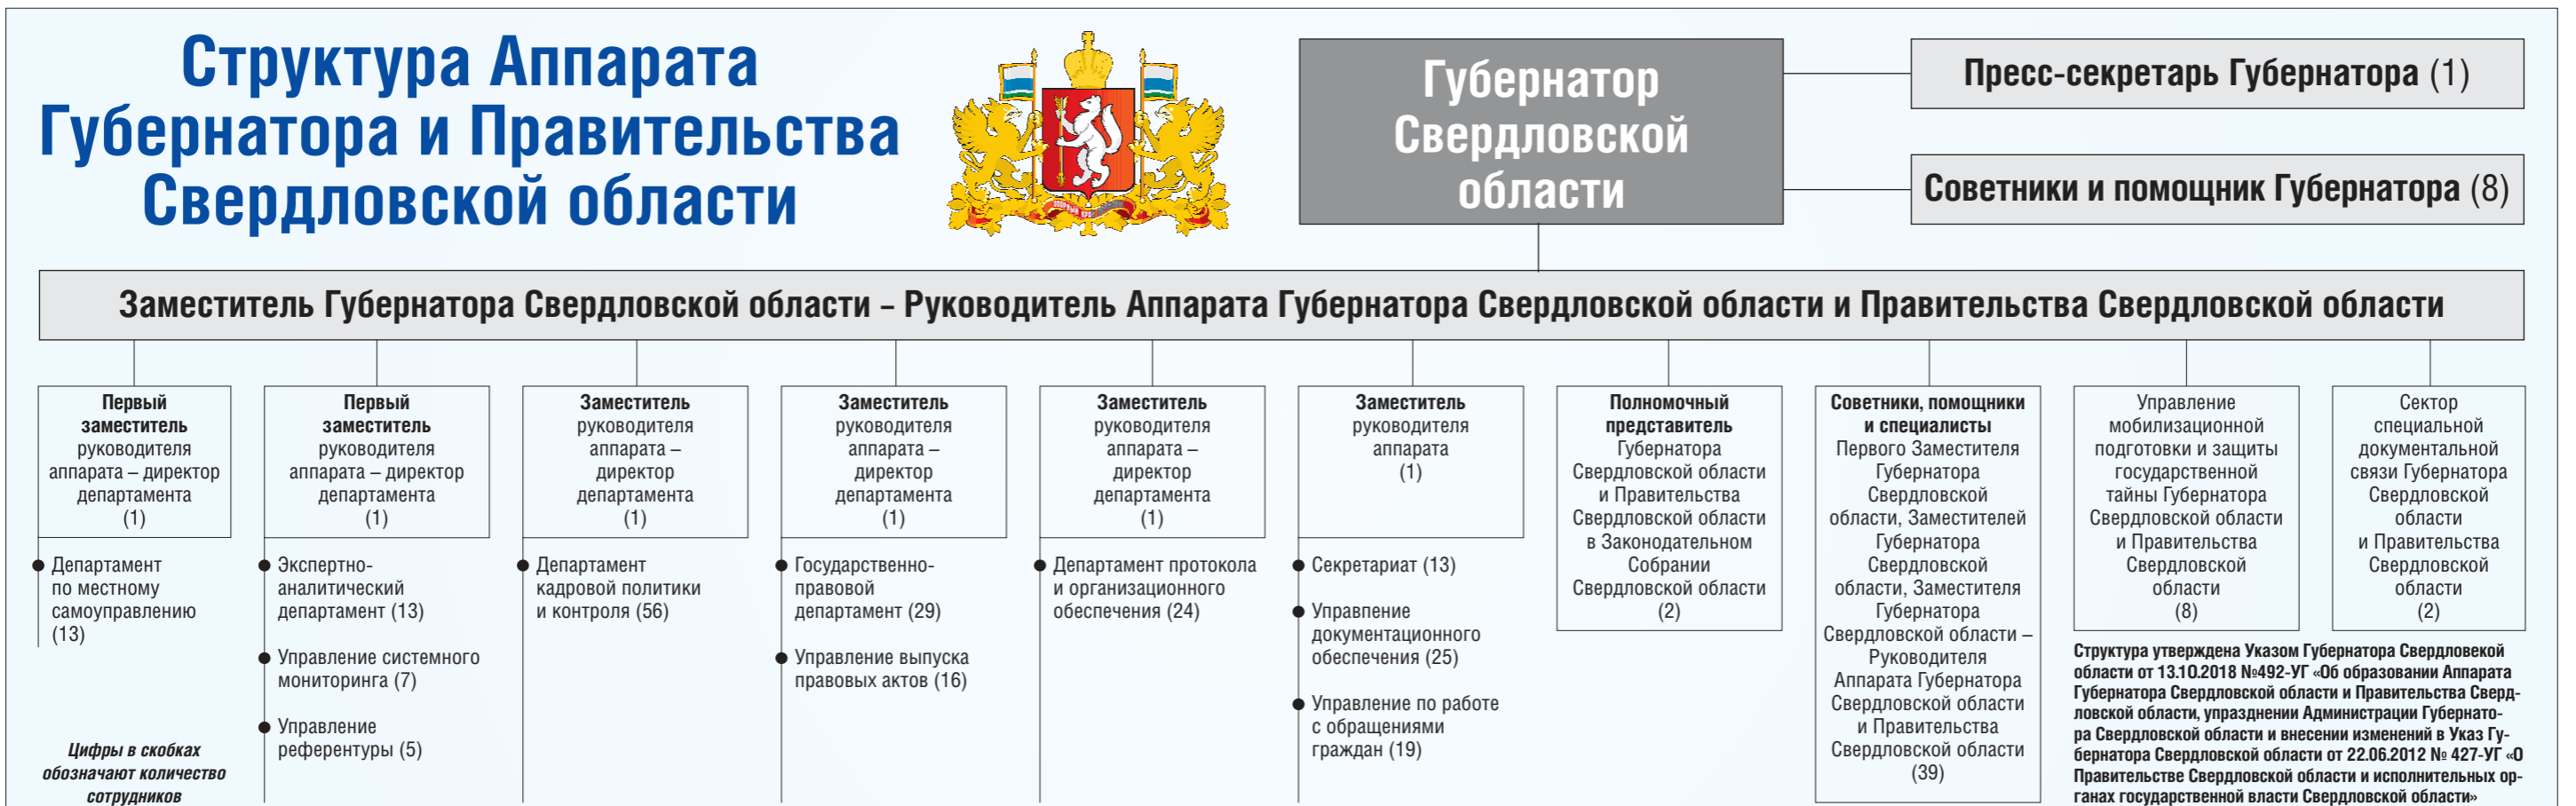 Структура Аппарата
Губернатора и Правительства
Свердловской области
Губернатор
Свердловской
области
Пресс-секретарь Губернатора (1)
Советники и помощник Губернатора (8)
Заместитель Губернатора Свердловской области – Руководитель Аппарата Губернатора Свердловской области и Правительства Свердловской области
Первый
заместитель
руководителя
аппарата – директор
департамента
(1)
Департамент
по местному
самоуправлению
(13)
Первый
заместитель
руководителя
аппарата – директор
департамента
(1)
Экспертно-
аналитический
департамент (13)
Управление системного
мониторинга (7)
Управление
референтуры (5)
Заместитель
руководителя
аппарата –
директор
департамента
(1)
Департамент
кадровой политики
и контроля (56)
Заместитель
руководителя
аппарата –
директор
департамента
(1)
Государственно-
правовой
департамент (29)
Управление выпуска
правовых актов (16)
Заместитель
руководителя
аппарата –
директор
департамента
(1)
Департамент протокола
и организационного
обеспечения (24)
Заместитель
руководителя
аппарата
(1)
Секретариат (13)
Управление
документационного
обеспечения (25)
Управление по работе
с обращениями
граждан (19)
Полномочный
представитель
Губернатора
Свердловской области
и Правительства
Свердловской области
в Законодательном
Собрании
Свердловской области
(2)
Советники, помощники
и специалисты
Первого Заместителя
Губернатора
Свердловской
области, Заместителей
Губернатора
Свердловской
области, Заместителя
Губернатора
Свердловской области –
Руководителя
Аппарата Губернатора
Свердловской области
и Правительства
Свердловской области
(39)
Управление
мобилизационной
подготовки и защиты
государственной
тайны Губернатора
Свердловской области
и Правительства
Свердловской
области
(8)
Сектор
специальной
документальной
связи Губернатора
Свердловской
области
и Правительства
Свердловской
области
(2)
Цифры в скобках
обозначают количество
сотрудников
Структура утверждена Указом Губернатора Свердловекой
области от 13.10.2018 №492-УГ «Об образовании Аппарата
Губернатора Свердловской области и Правительства Сверд-
ловской области, упразднении Администрации Губернато-
ра Свердловской области и внесении изменений в Указ Гу-
бернатора Свердловской области от 22.06.2012 № 427-УГ «О
Правительстве Свердловской области и исполнительных ор-
ганах государственной власти Свердловской области»